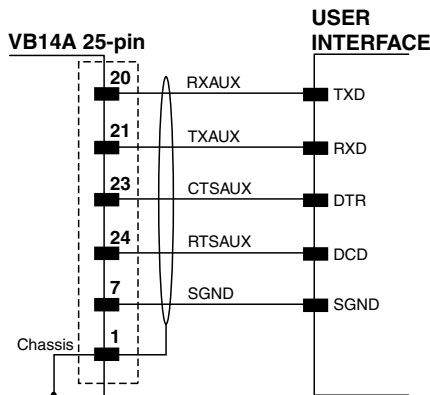 VB14A 25-pin
USER
INTERFACE
20 RXAUX TXD
21 TXAUX RXD
23 CTSAUX DTR
24 RTSAUX DCD
7 SGND SGND
Chassis 1